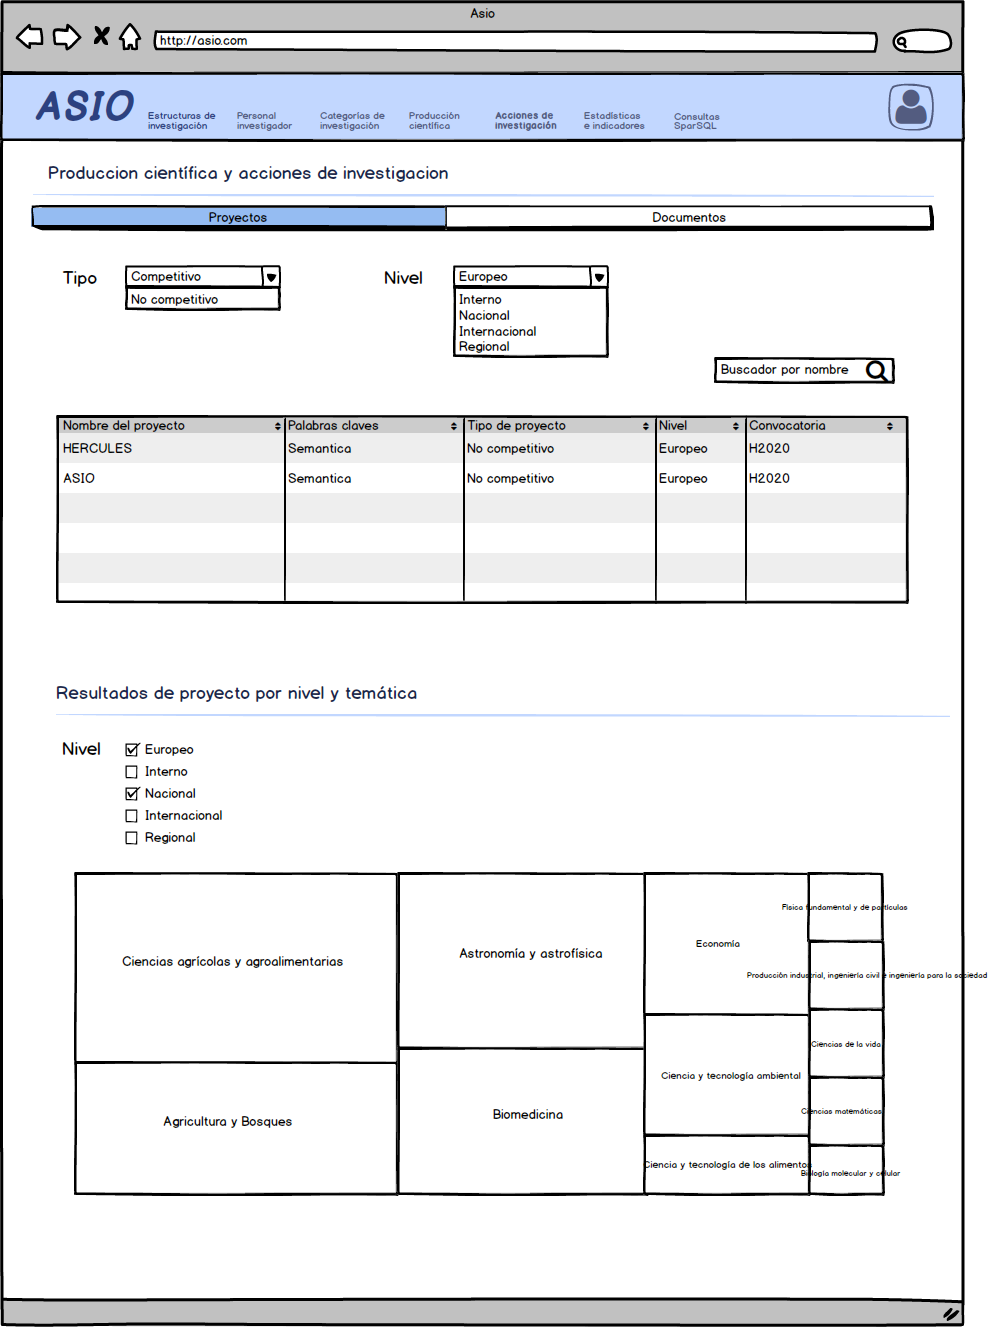 Asio
http://asio.com
ASIO
Estructuras de
investigación
Personal
investigador
Categorías de
investigación
Producción
científica
Acciones de
investigación
Estadísticas
e indicadores
Consultas
SparSQL
Produccion científica y acciones de investigacion
Proyectos
Documentos
Tipo
Competitivo
No competitivo
Nivel
Europeo
Interno
Nacional
Internacional
Regional
Buscador por nombre
Nombre del proyecto Palabras claves Tipo de proyecto Nivel Convocatoria
HERCULES Semantica No competitivo Europeo H2020
ASIO Semantica No competitivo Europeo H2020
Resultados de proyecto por nivel y temática
Nivel
Europeo
Interno
Nacional
Internacional
Regional
Ciencias agrícolas y agroalimentarias
Agricultura y Bosques
Astronomía y astrofísica
Biomedicina
Economía
Ciencia y tecnología ambiental
Ciencia y tecnología de los alimentos
Física fundamental y de partículas
Producción industrial, ingeniería civil e ingeniería para la sociedad
Ciencias de la vida
Ciencias matemáticas
Biología molecular y celular